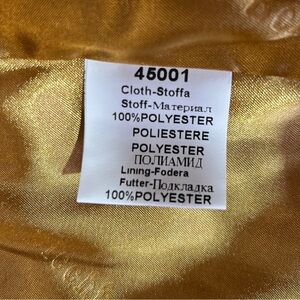 45001
Cloth-Stoffa
Stoff-Материал
100%POLYESTER
POLIESTERE
POLYESTER
ПОЛИАМИД
Lining-Fodera
Futter-Подкладка
100%POLYESTER